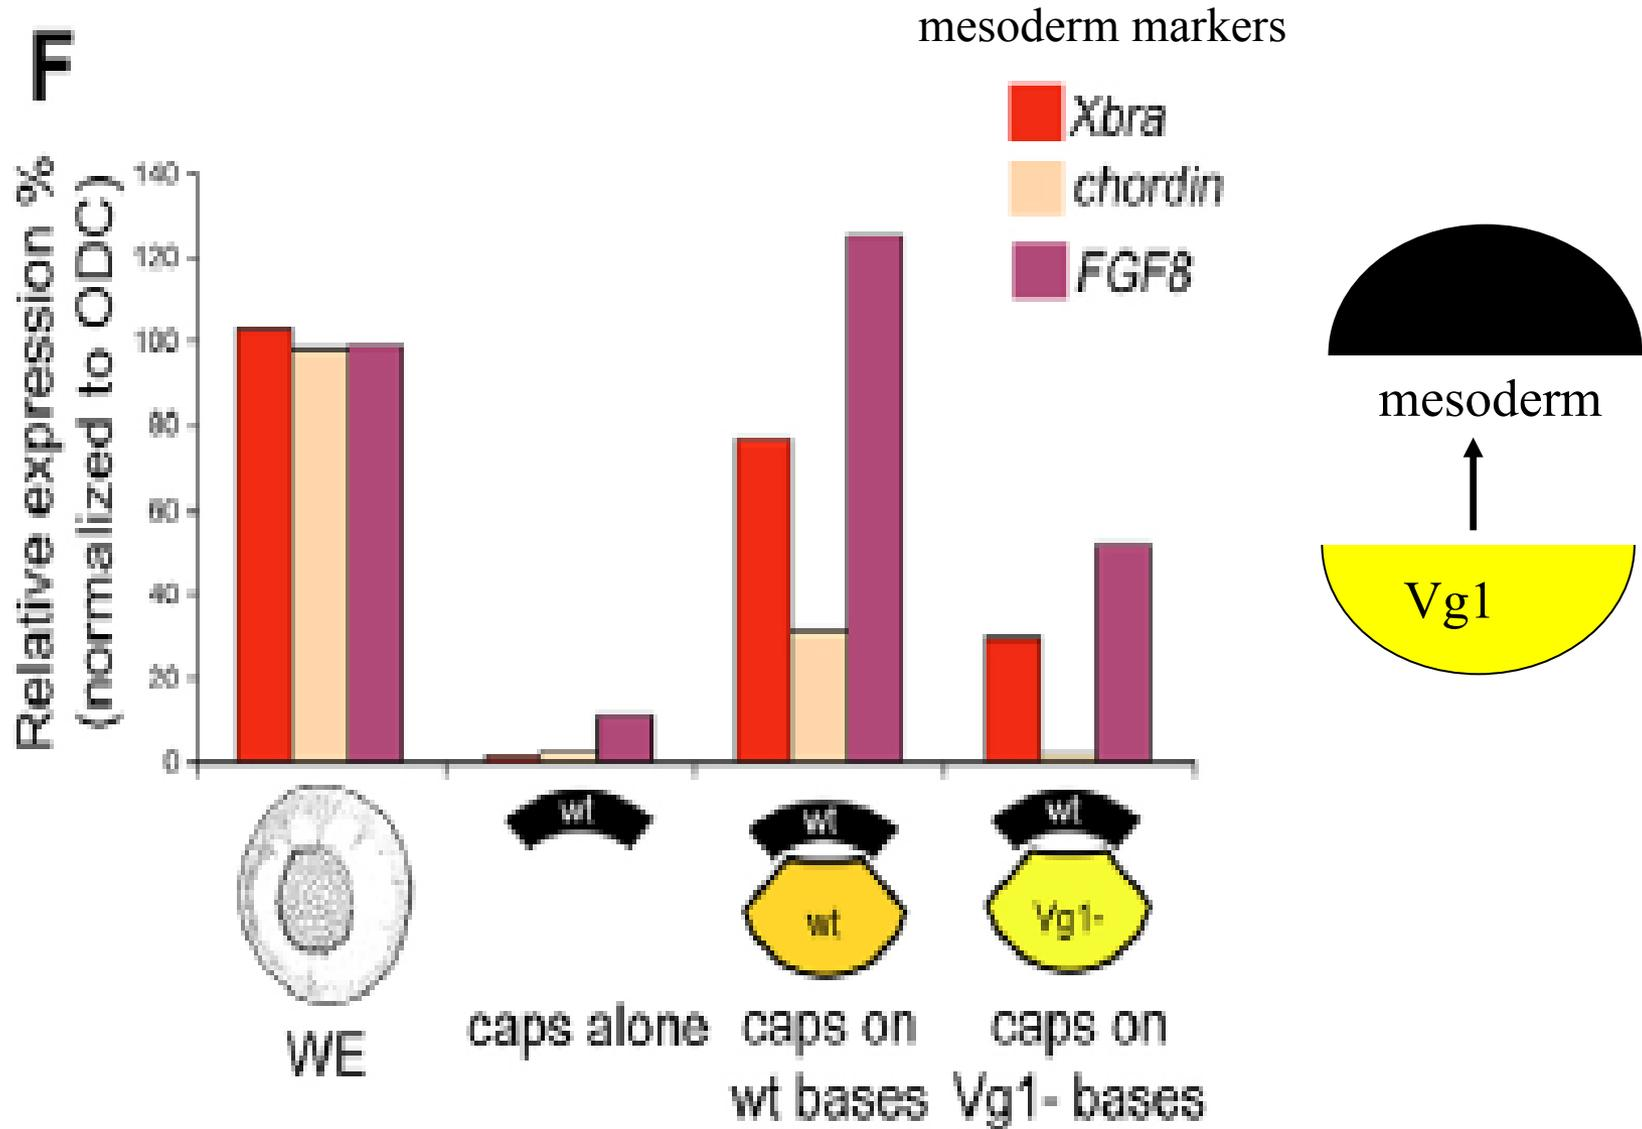 F
mesoderm markers
Xbra
chordin
FGF8
Relative expression %
(normalized to ODC)
140
120
100
80
60
40
20
0
mesoderm
Vg1
wt
wt
wt
wt
Vg1-
WE
caps alone
caps on
wt bases
caps on
Vg1- bases